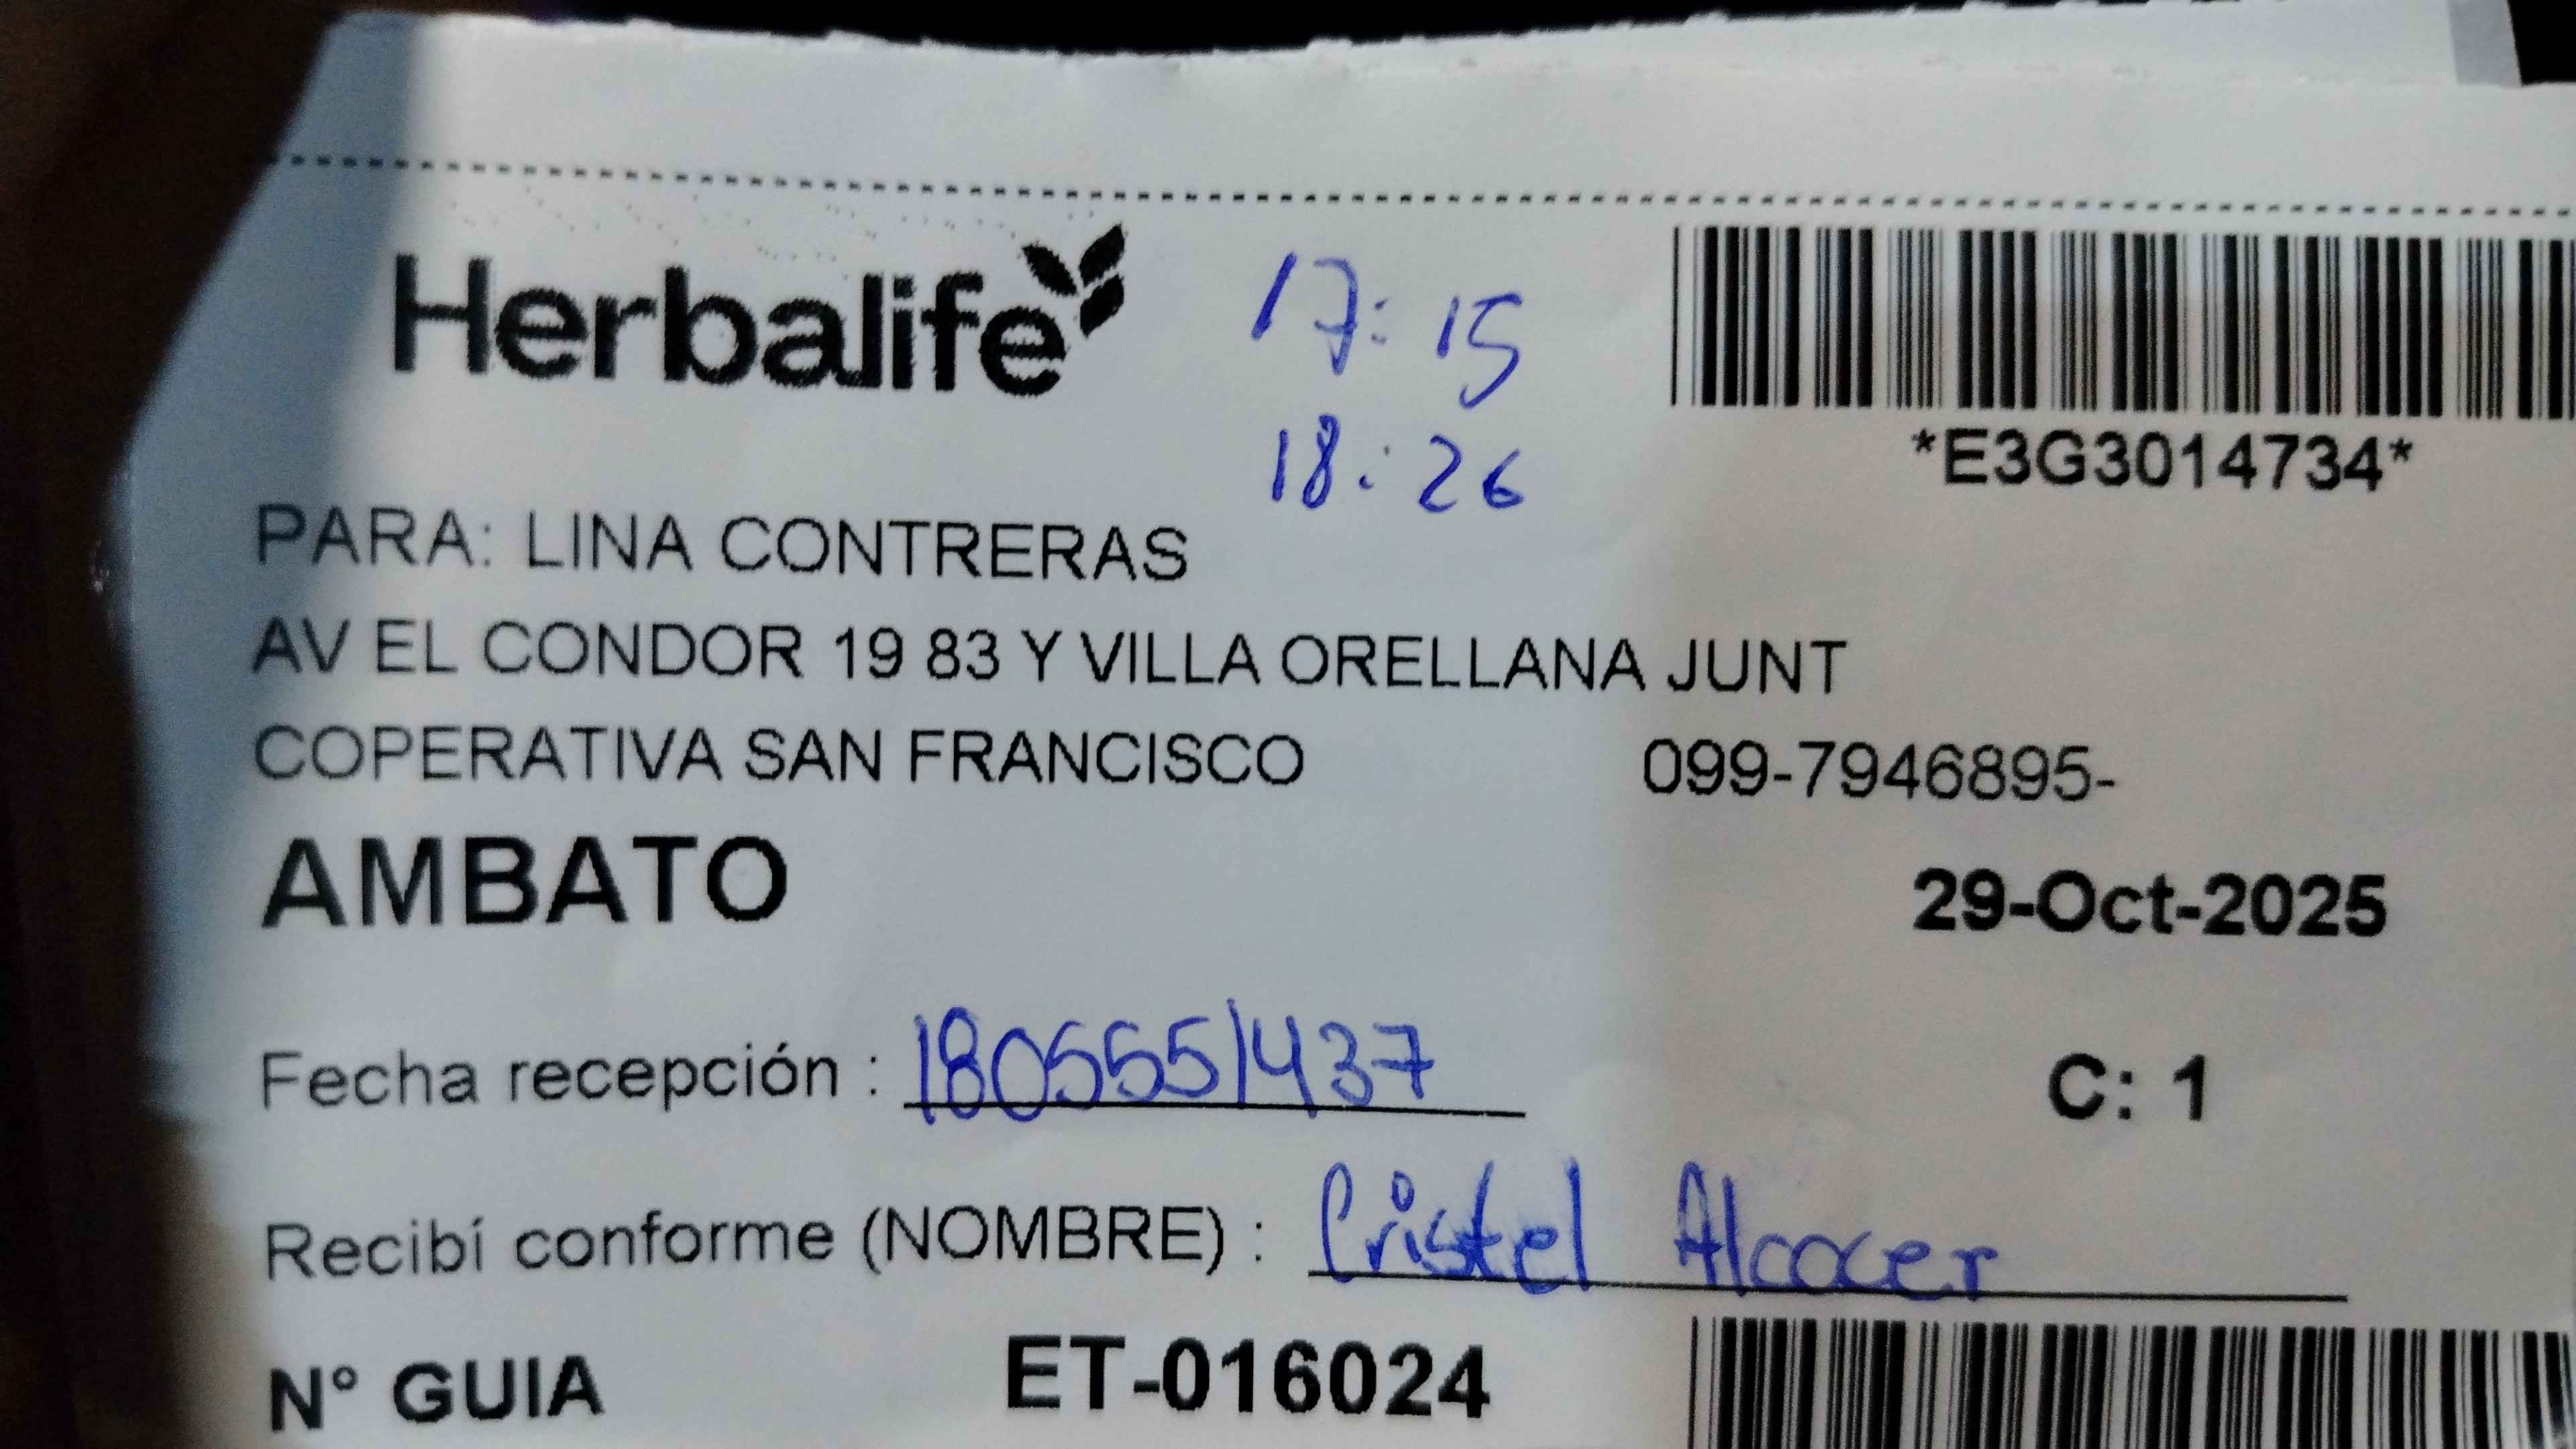 Herbalife
17:15
18:26
*E3G3014734*
PARA: LINA CONTRERAS
AV EL CONDOR 19 83 Y VILLA ORELLANA JUNT
COPERATIVA SAN FRANCISCO 099-7946895-
AMBATO
29-Oct-2025
Fecha recepción : 1805551437
C: 1
Recibí conforme (NOMBRE) : Cristel Alcocer
N° GUIA ET-016024